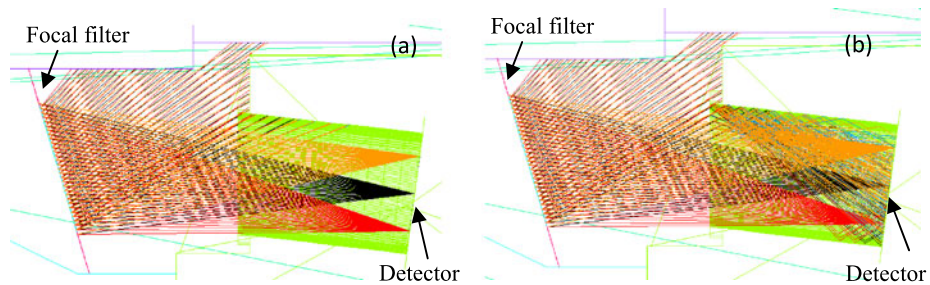 Focal filter
(a)
Detector
Focal filter
(b)
Detector